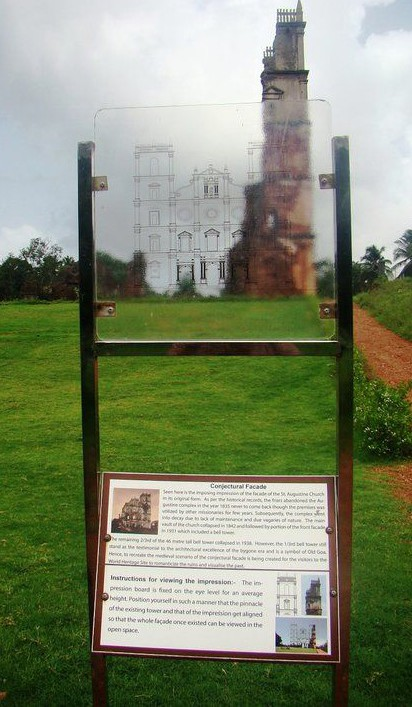 Conjectural Facade
Seen here is the imposing impression of the facade of the St. Augustine Church
in its original form. As per the historical records, the friars abandoned the Au-
gustine complex in the year 1835 never to come back though the premises was
utilised by other missionaries for few years. Subsequently, the complex went
into decay due to lack of maintenance and due vagaries of nature. The main
vault of the church collapsed in 1842 and followed by portion of the front facade
in 1931 which included a bell tower.
The remaining 2/3rd of the 46 metre tall bell tower collapsed in 1938. However, the 1/3rd bell tower still
stand as the testimonial to the architectural excellence of the bygone era and is a symbol of Old Goa.
Hence, to recreate the medieval scenario of the conjectural facade is being created for the visitors to the
World Heritage Site to romanticize the ruins and visualise the past.
Instructions for viewing the impression:- The im-
pression board is fixed on the eye level for an average
height. Position yourself in such a manner that the pinnacle
of the existing tower and that of the impression get aligned
so that the whole façade once existed can be viewed in the
open space.